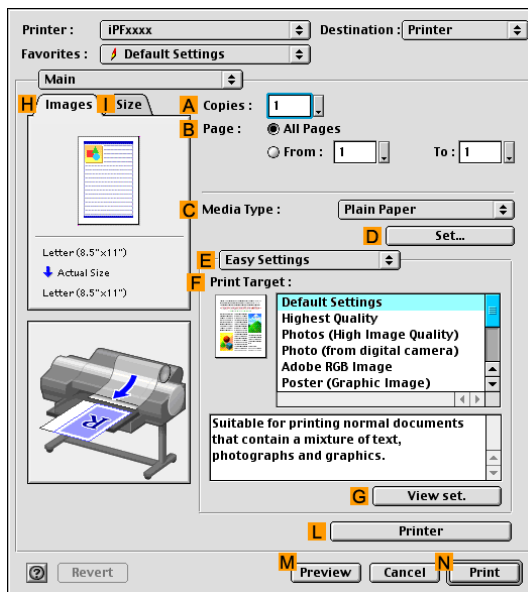 Printer : iPFxxxx Destination : Printer
Favorites : Default Settings
Main
H Images I Size
A Copies : 1
B Page : All Pages
From : 1 To : 1
C Media Type : Plain Paper
D Set...
Letter (8.5"x11")
Actual Size
Letter (8.5"x11")
E Easy Settings
F Print Target :
Default Settings
Highest Quality
Photos (High Image Quality)
Photo (from digital camera)
Adobe RGB Image
Poster (Graphic Image)
R
Suitable for printing normal documents
that contain a mixture of text,
photographs and graphics.
G View set.
L Printer
? Revert M Preview Cancel N Print